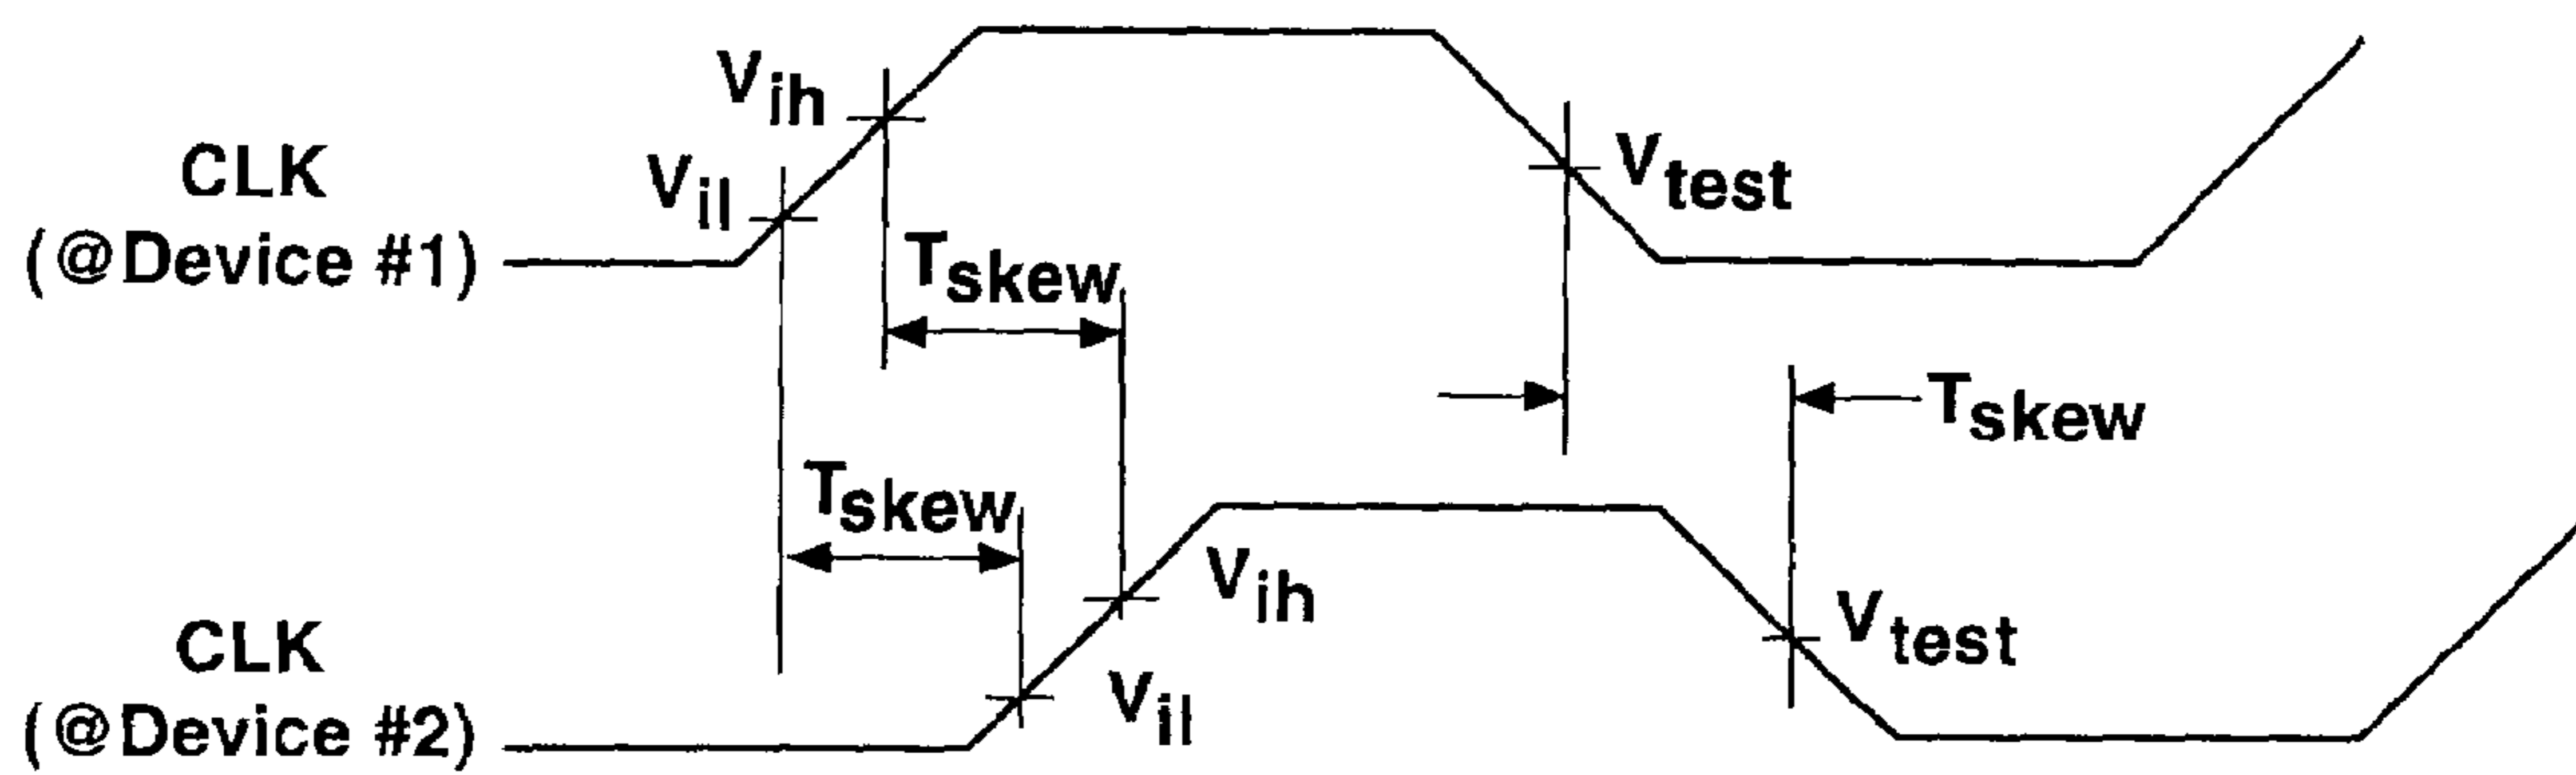 Vih
CLK
(@Device #1)
Vil
Vtest
Tskew
Tskew
Tskew
Vih
CLK
(@Device #2)
Vil
Vtest